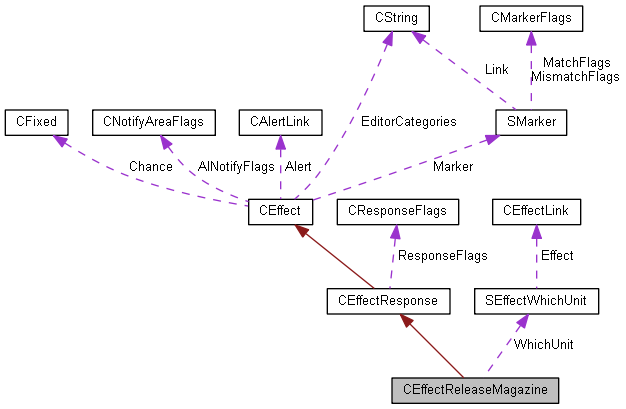 CString
CMarkerFlags
MatchFlags
MismatchFlags
Link
CFixed
CNotifyAreaFlags
CAlertLink
EditorCategories
SMarker
Chance
AINotifyFlags
Alert
Marker
CEffect
CResponseFlags
CEffectLink
ResponseFlags
Effect
CEffectResponse
SEffectWhichUnit
WhichUnit
CEffectReleaseMagazine